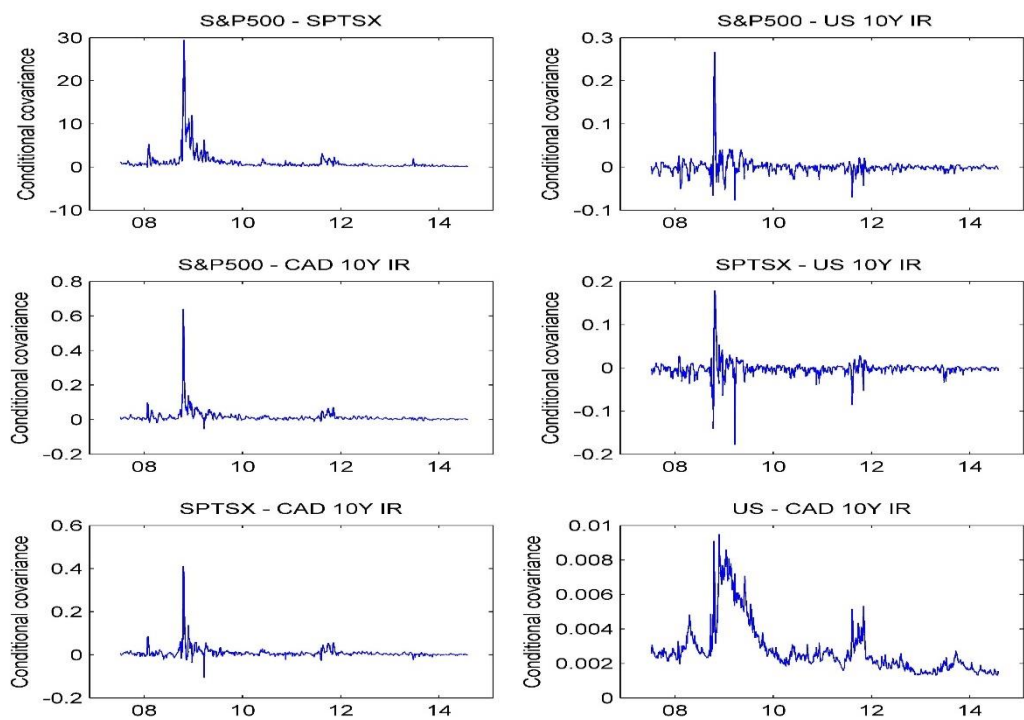 S&P500 - SPTSX
Conditional covariance
30
20
10
0
-10
08 10 12 14
S&P500 - US 10Y IR
Conditional covariance
0.3
0.2
0.1
0
-0.1
08 10 12 14
S&P500 - CAD 10Y IR
Conditional covariance
0.8
0.6
0.4
0.2
0
-0.2
08 10 12 14
SPTSX - US 10Y IR
Conditional covariance
0.2
0.1
0
-0.1
-0.2
08 10 12 14
SPTSX - CAD 10Y IR
Conditional covariance
0.6
0.4
0.2
0
-0.2
08 10 12 14
US - CAD 10Y IR
Conditional covariance
0.01
0.008
0.006
0.004
0.002
0
08 10 12 14